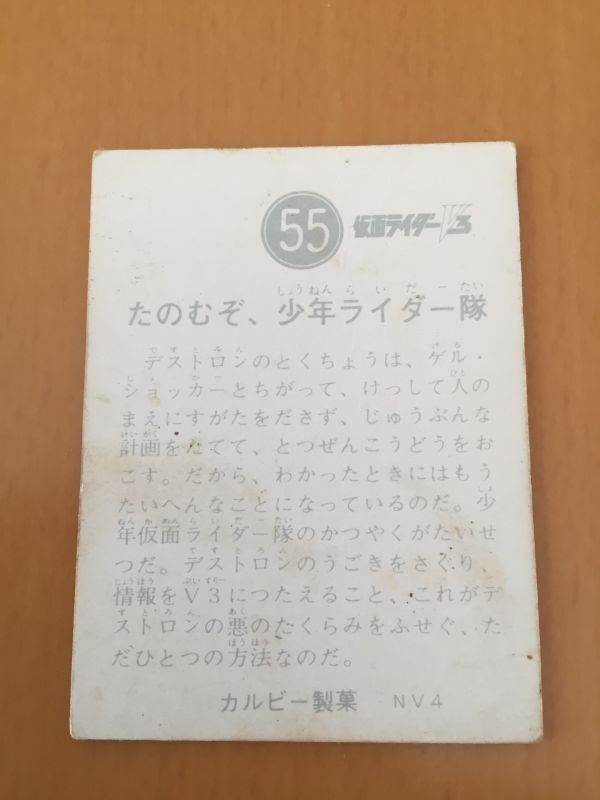 55 仮面ライダーV3
たのむぞ、少年ライダー隊
デストロンのとくちょうは、ゲル・
ショッカーとちがって、けっして人の
まえにすがたをださず、じゅうぶんな
計画をたてて、とつぜんこうどうをお
こす。だから、わかったときにはもう
たいへんなことになっているのだ。少
年仮面ライダー隊のかつやくがたいせ
つだ。デストロンのうごきをさぐり、
情報をV3につたえること、これがデ
ストロンの悪のたくらみをふせぐ、た
だひとつの方法なのだ。
カルビー製菓 NV4